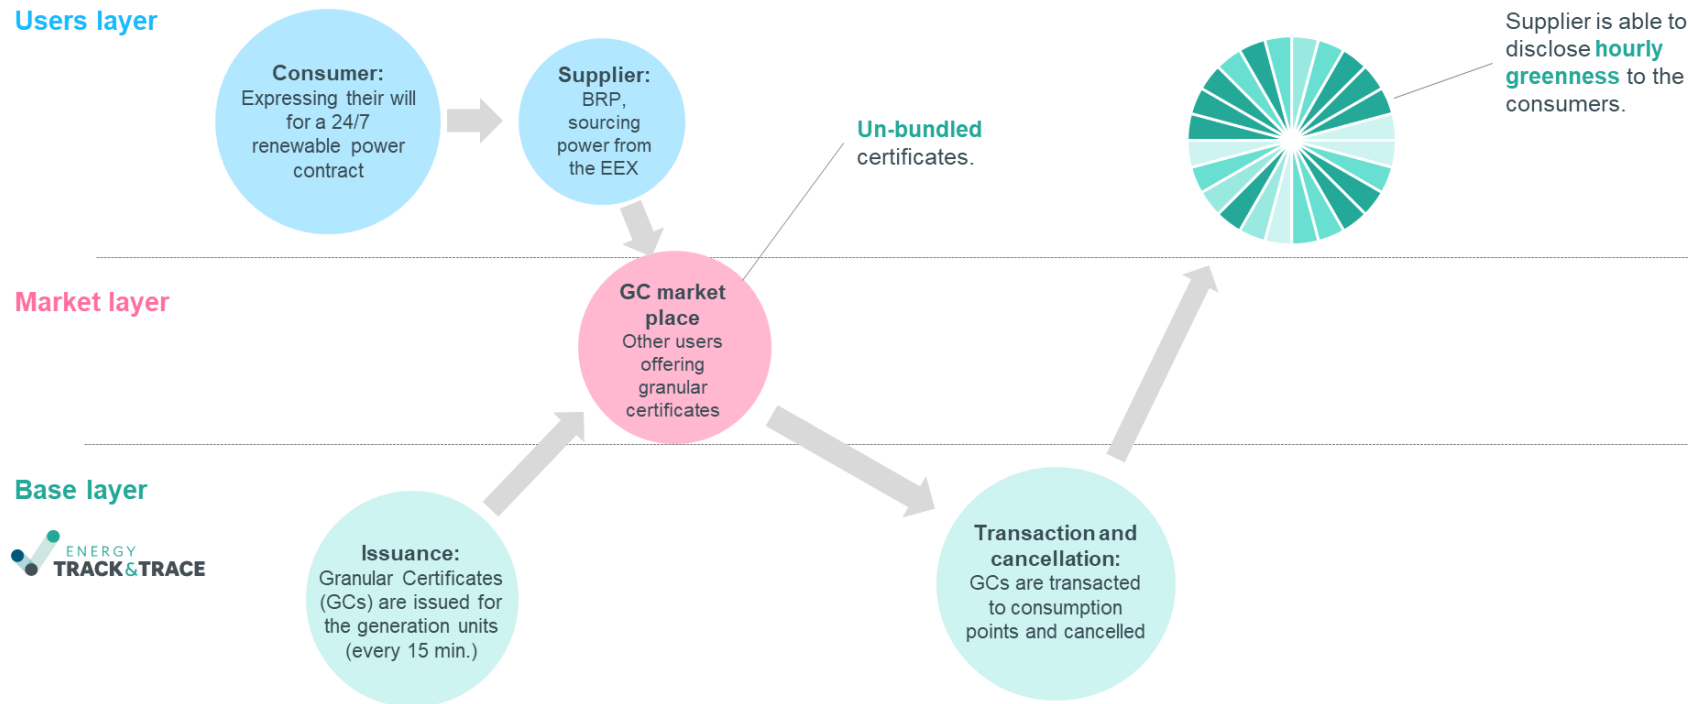 Users layer
Consumer:
Expressing their will
for a 24/7
renewable power
contract
Supplier:
BRP,
sourcing
power from
the EEX
Un-bundled
certificates.
Supplier is able to
disclose hourly
greenness to the
consumers.
Market layer
GC market
place
Other users
offering
granular
certificates
Base layer
ENERGY
TRACK&TRACE
Issuance:
Granular Certificates
(GCs) are issued for
the generation units
(every 15 min.)
Transaction and
cancellation:
GCs are transacted
to consumption
points and cancelled